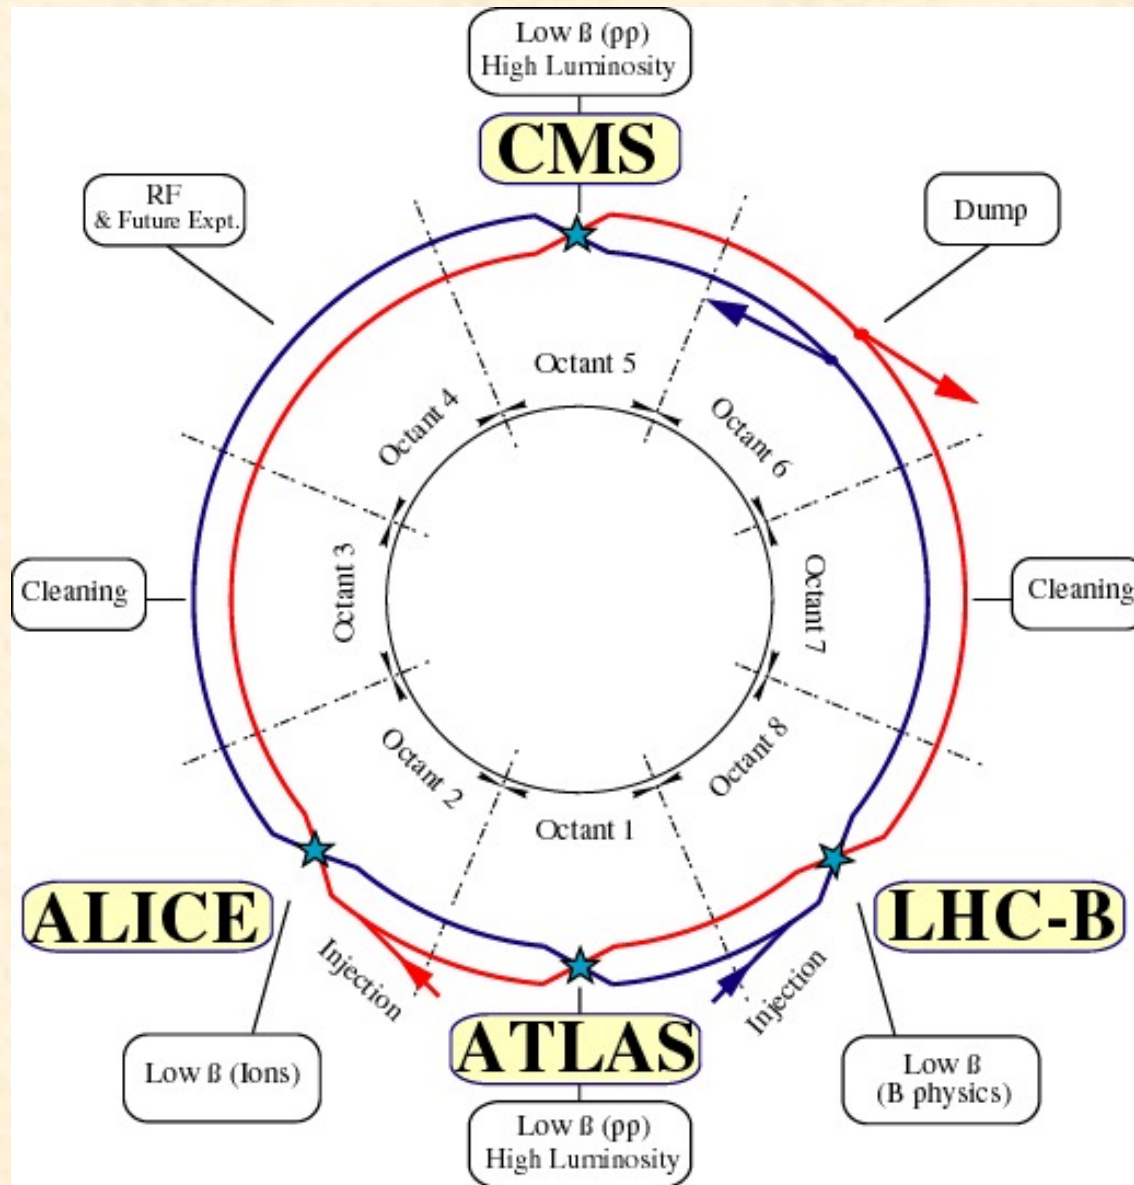 Low ß (pp)
High Luminosity
CMS
RF
& Future Expt.
Dump
Octant 5
Octant 4
Octant 6
Cleaning
Octant 3
Octant 7
Cleaning
Octant 2
Octant 8
Octant 1
ALICE
LHC-B
Injection
Injection
ATLAS
Low ß (Ions)
Low ß
(B physics)
Low ß (pp)
High Luminosity